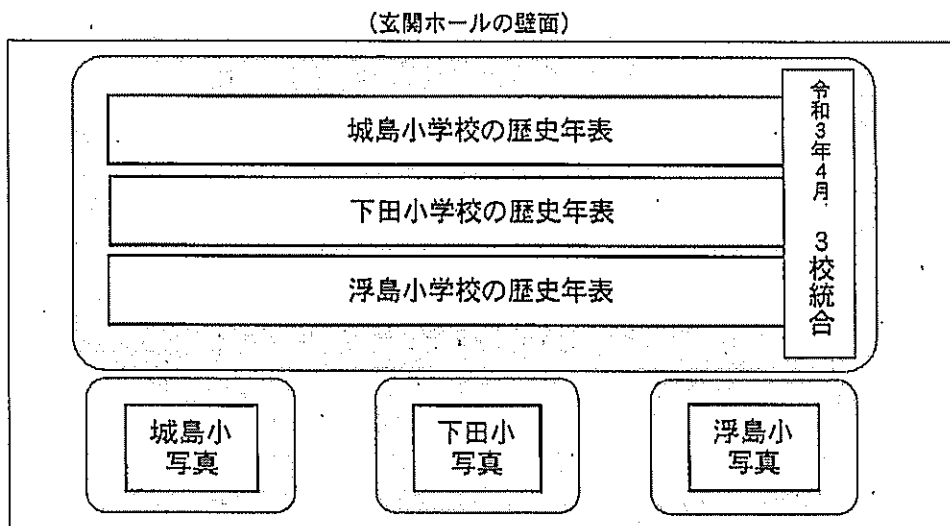 (玄関ホールの壁面)
城島小学校の歴史年表
下田小学校の歴史年表
浮島小学校の歴史年表
令和3年4月　3校統合
城島小
写真
下田小
写真
浮島小
写真